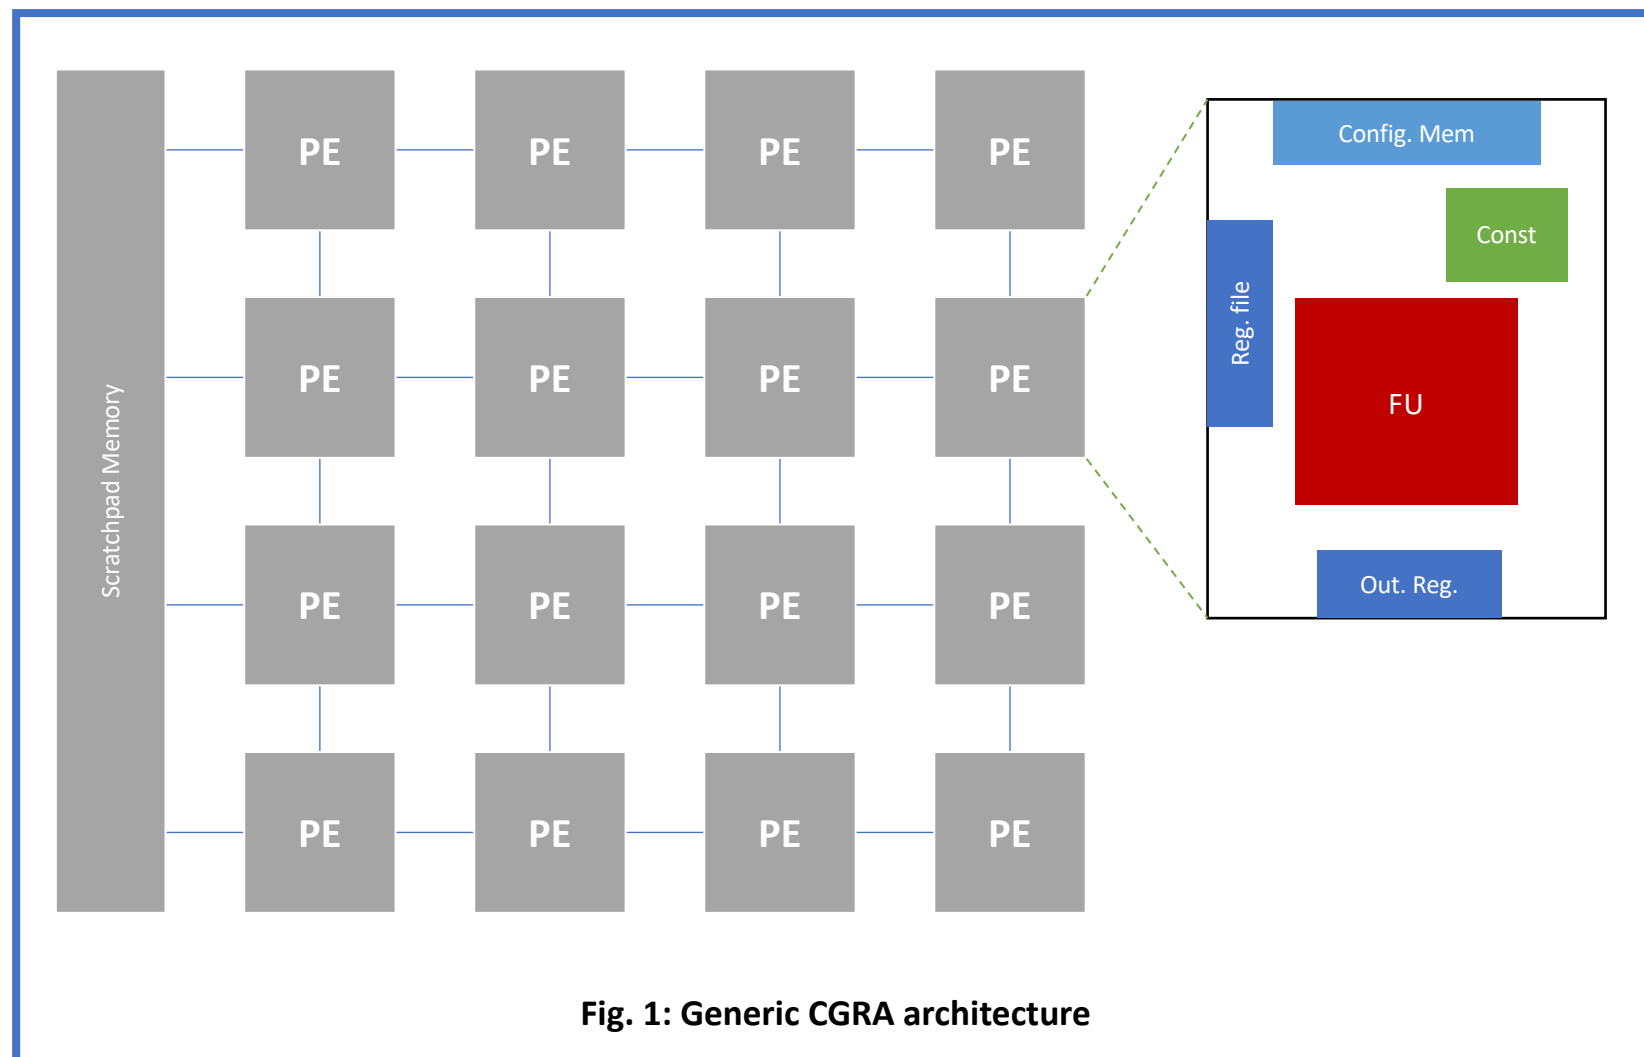 PE PE PE PE
Config. Mem
Const
Reg. file
PE PE PE PE
FU
Scratchpad Memory
Out. Reg.
PE PE PE PE
PE PE PE PE
Fig. 1: Generic CGRA architecture